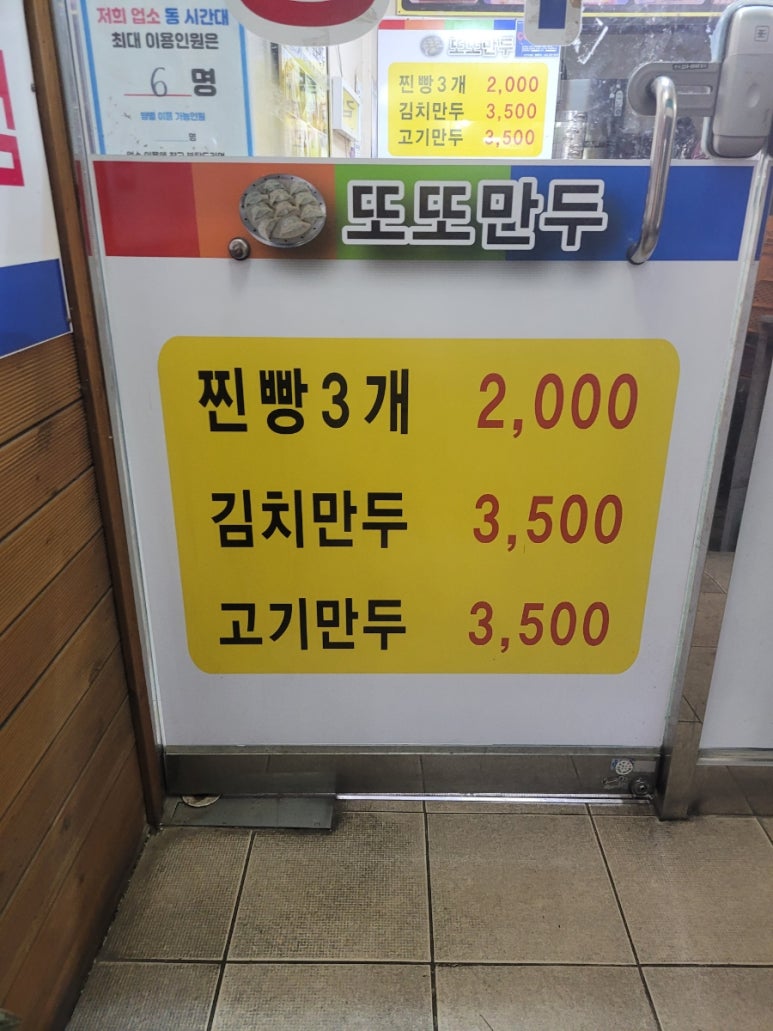 저희 업소 동 시간대
최대 이용인원은
6 명
명
또또만두
찐빵3개 2,000
김치만두 3,500
고기만두 3,500
또또만두
찐빵3개 2,000
김치만두 3,500
고기만두 3,500